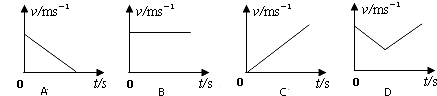 v/ms⁻¹ v/ms⁻¹ v/ms⁻¹ v/ms⁻¹
0 t/s 0 t/s 0 t/s 0 t/s
A B C D